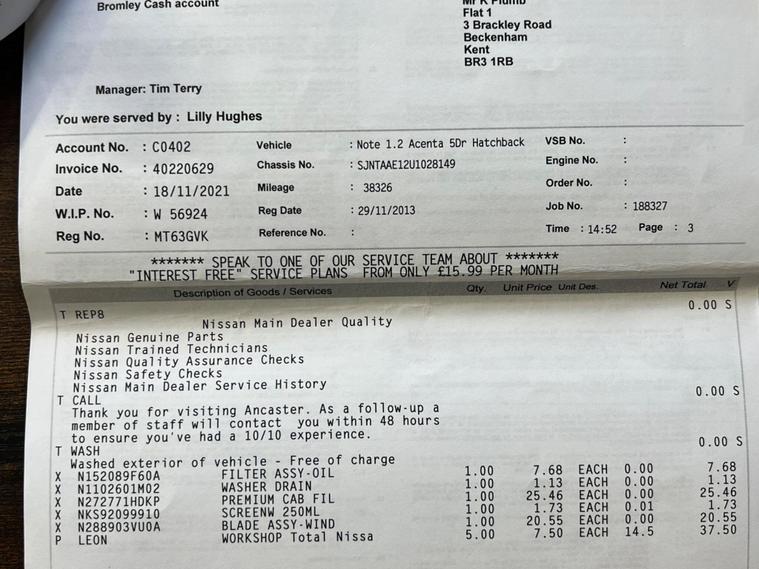 Bromley Cash account
Mr K Plumb
Flat 1
3 Brackley Road
Beckenham
Kent
BR3 1RB
Manager: Tim Terry
You were served by : Lilly Hughes
Account No. : C0402 Vehicle : Note 1.2 Acenta 5Dr Hatchback VSB No. :
Invoice No. : 40220629 Chassis No. : SJNTAAE12U1028149 Engine No. :
Date : 18/11/2021 Mileage : 38326 Order No. :
W.I.P. No. : W 56924 Reg Date : 29/11/2013 Job No. : 188327
Reg No. : MT63GVK Reference No. : Time : 14:52 Page : 3
******* SPEAK TO ONE OF OUR SERVICE TEAM ABOUT *******
"INTEREST FREE" SERVICE PLANS FROM ONLY £15.99 PER MONTH
Description of Goods / Services Qty. Unit Price Unit Des. Net Total V
T REP8 0.00 S
Nissan Main Dealer Quality
Nissan Genuine Parts
Nissan Trained Technicians
Nissan Quality Assurance Checks
Nissan Safety Checks
Nissan Main Dealer Service History
T CALL 0.00 S
Thank you for visiting Ancaster. As a follow-up a
member of staff will contact you within 48 hours
to ensure you've had a 10/10 experience.
T WASH 0.00 S
Washed exterior of vehicle - Free of charge
X N152089F60A FILTER ASSY-OIL 1.00 7.68 EACH 0.00 7.68
X N1102601M02 WASHER DRAIN 1.00 1.13 EACH 0.00 1.13
X N272771HDKP PREMIUM CAB FIL 1.00 25.46 EACH 0.00 25.46
X NKS92099910 SCREENW 250ML 1.00 1.73 EACH 0.01 1.73
X N288903VU0A BLADE ASSY-WIND 1.00 20.55 EACH 0.00 20.55
P LEON WORKSHOP Total Nissa 5.00 7.50 EACH 14.5 37.50